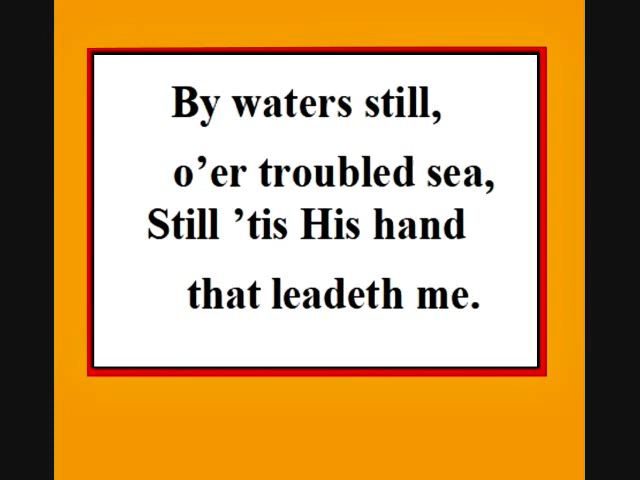 By waters still,
o’er troubled sea,
Still ’tis His hand
that leadeth me.